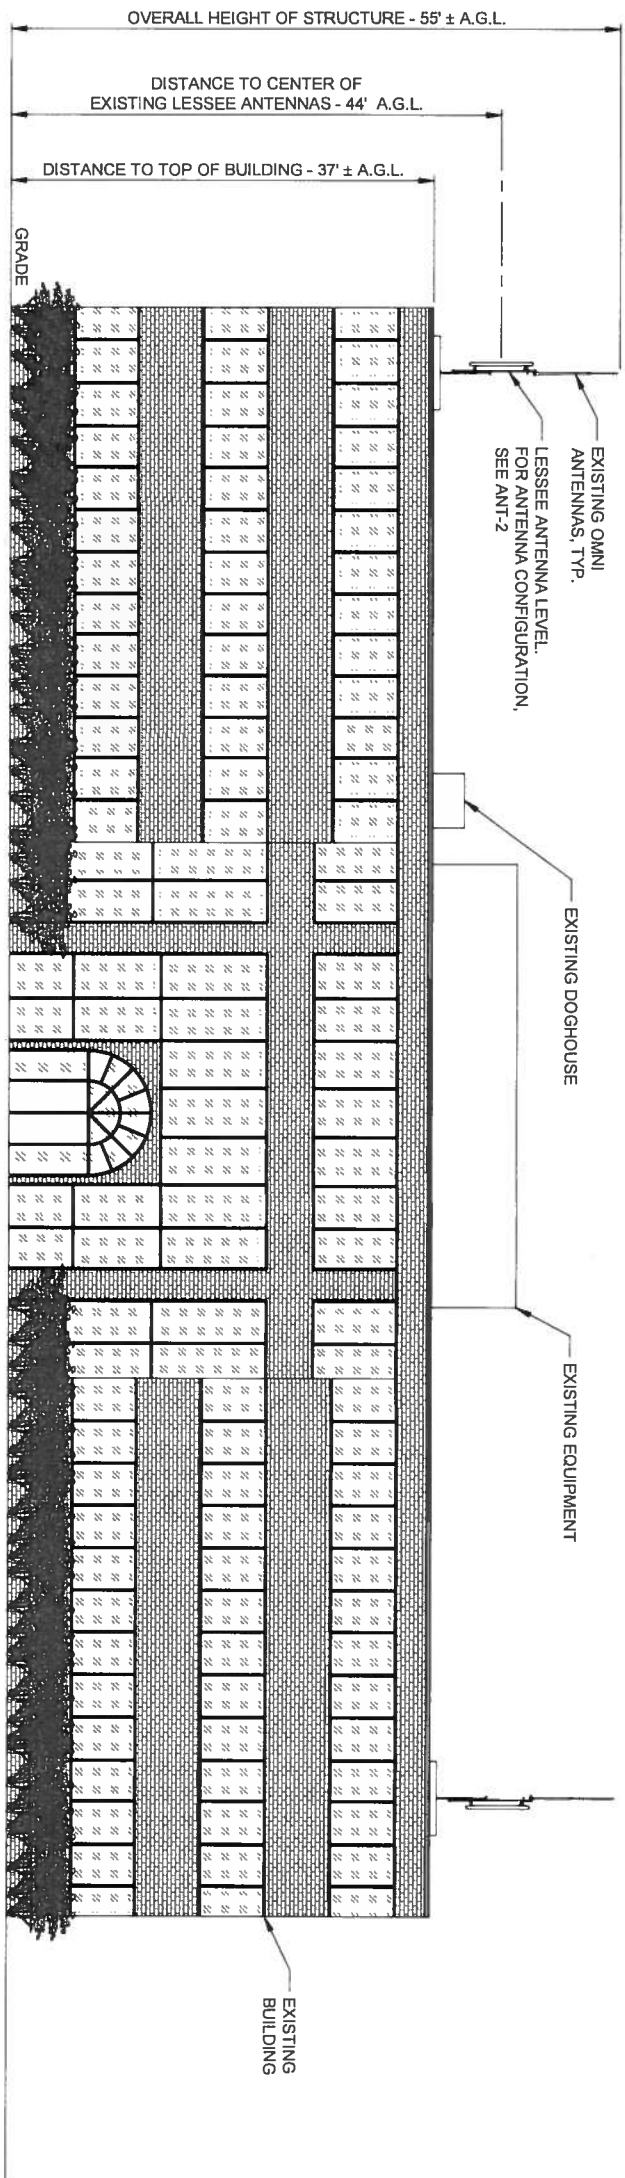 OVERALL HEIGHT OF STRUCTURE - 55' ± A.G.L.
DISTANCE TO CENTER OF
EXISTING LESSEE ANTENNAS - 44' A.G.L.
DISTANCE TO TOP OF BUILDING - 37' ± A.G.L.
GRADE
EXISTING OMNI
ANTENNAS, TYP.
LESSEE ANTENNA LEVEL.
FOR ANTENNA CONFIGURATION,
SEE ANT-2
EXISTING DOGHOUSE
EXISTING EQUIPMENT
EXISTING
BUILDING